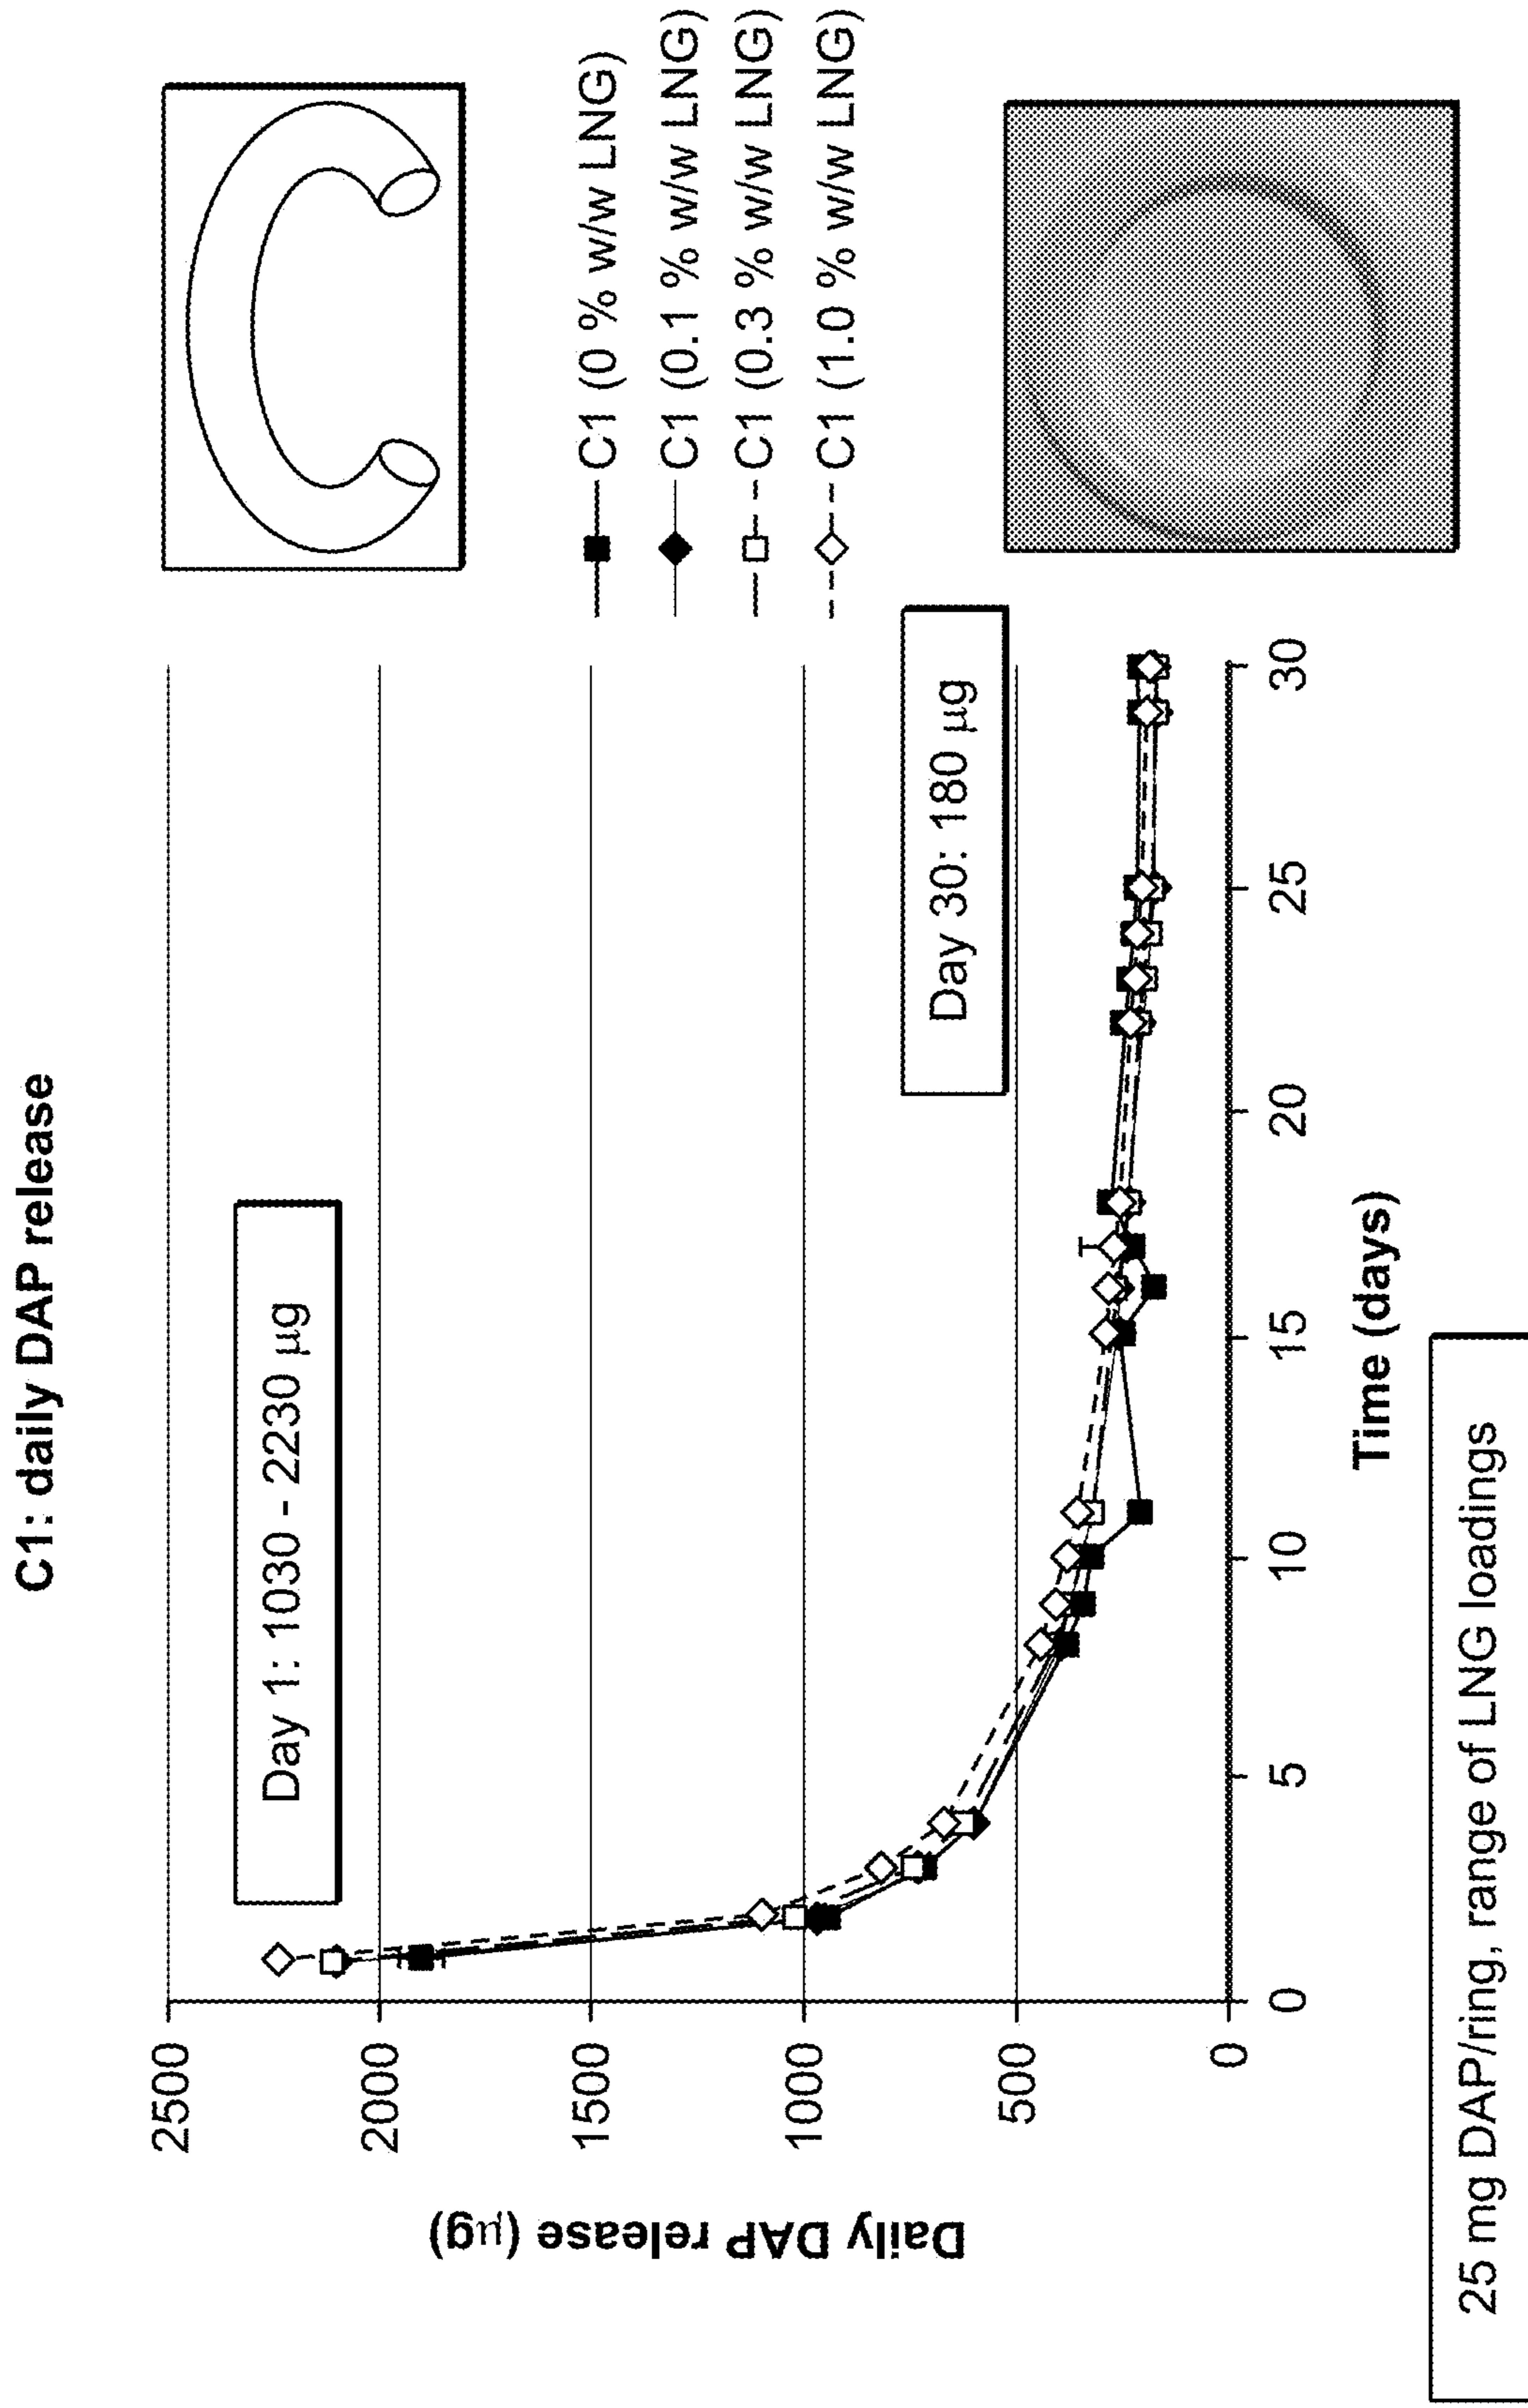 C1: daily DAP release
Daily DAP release (µg)
2500
2000
1500
1000
500
0
Day 1: 1030 - 2230 µg
Day 30: 180 µg
0 5 10 15 20 25 30
Time (days)
C1 (0 % w/w LNG)
C1 (0.1 % w/w LNG)
C1 (0.3 % w/w LNG)
C1 (1.0 % w/w LNG)
25 mg DAP/ring, range of LNG loadings